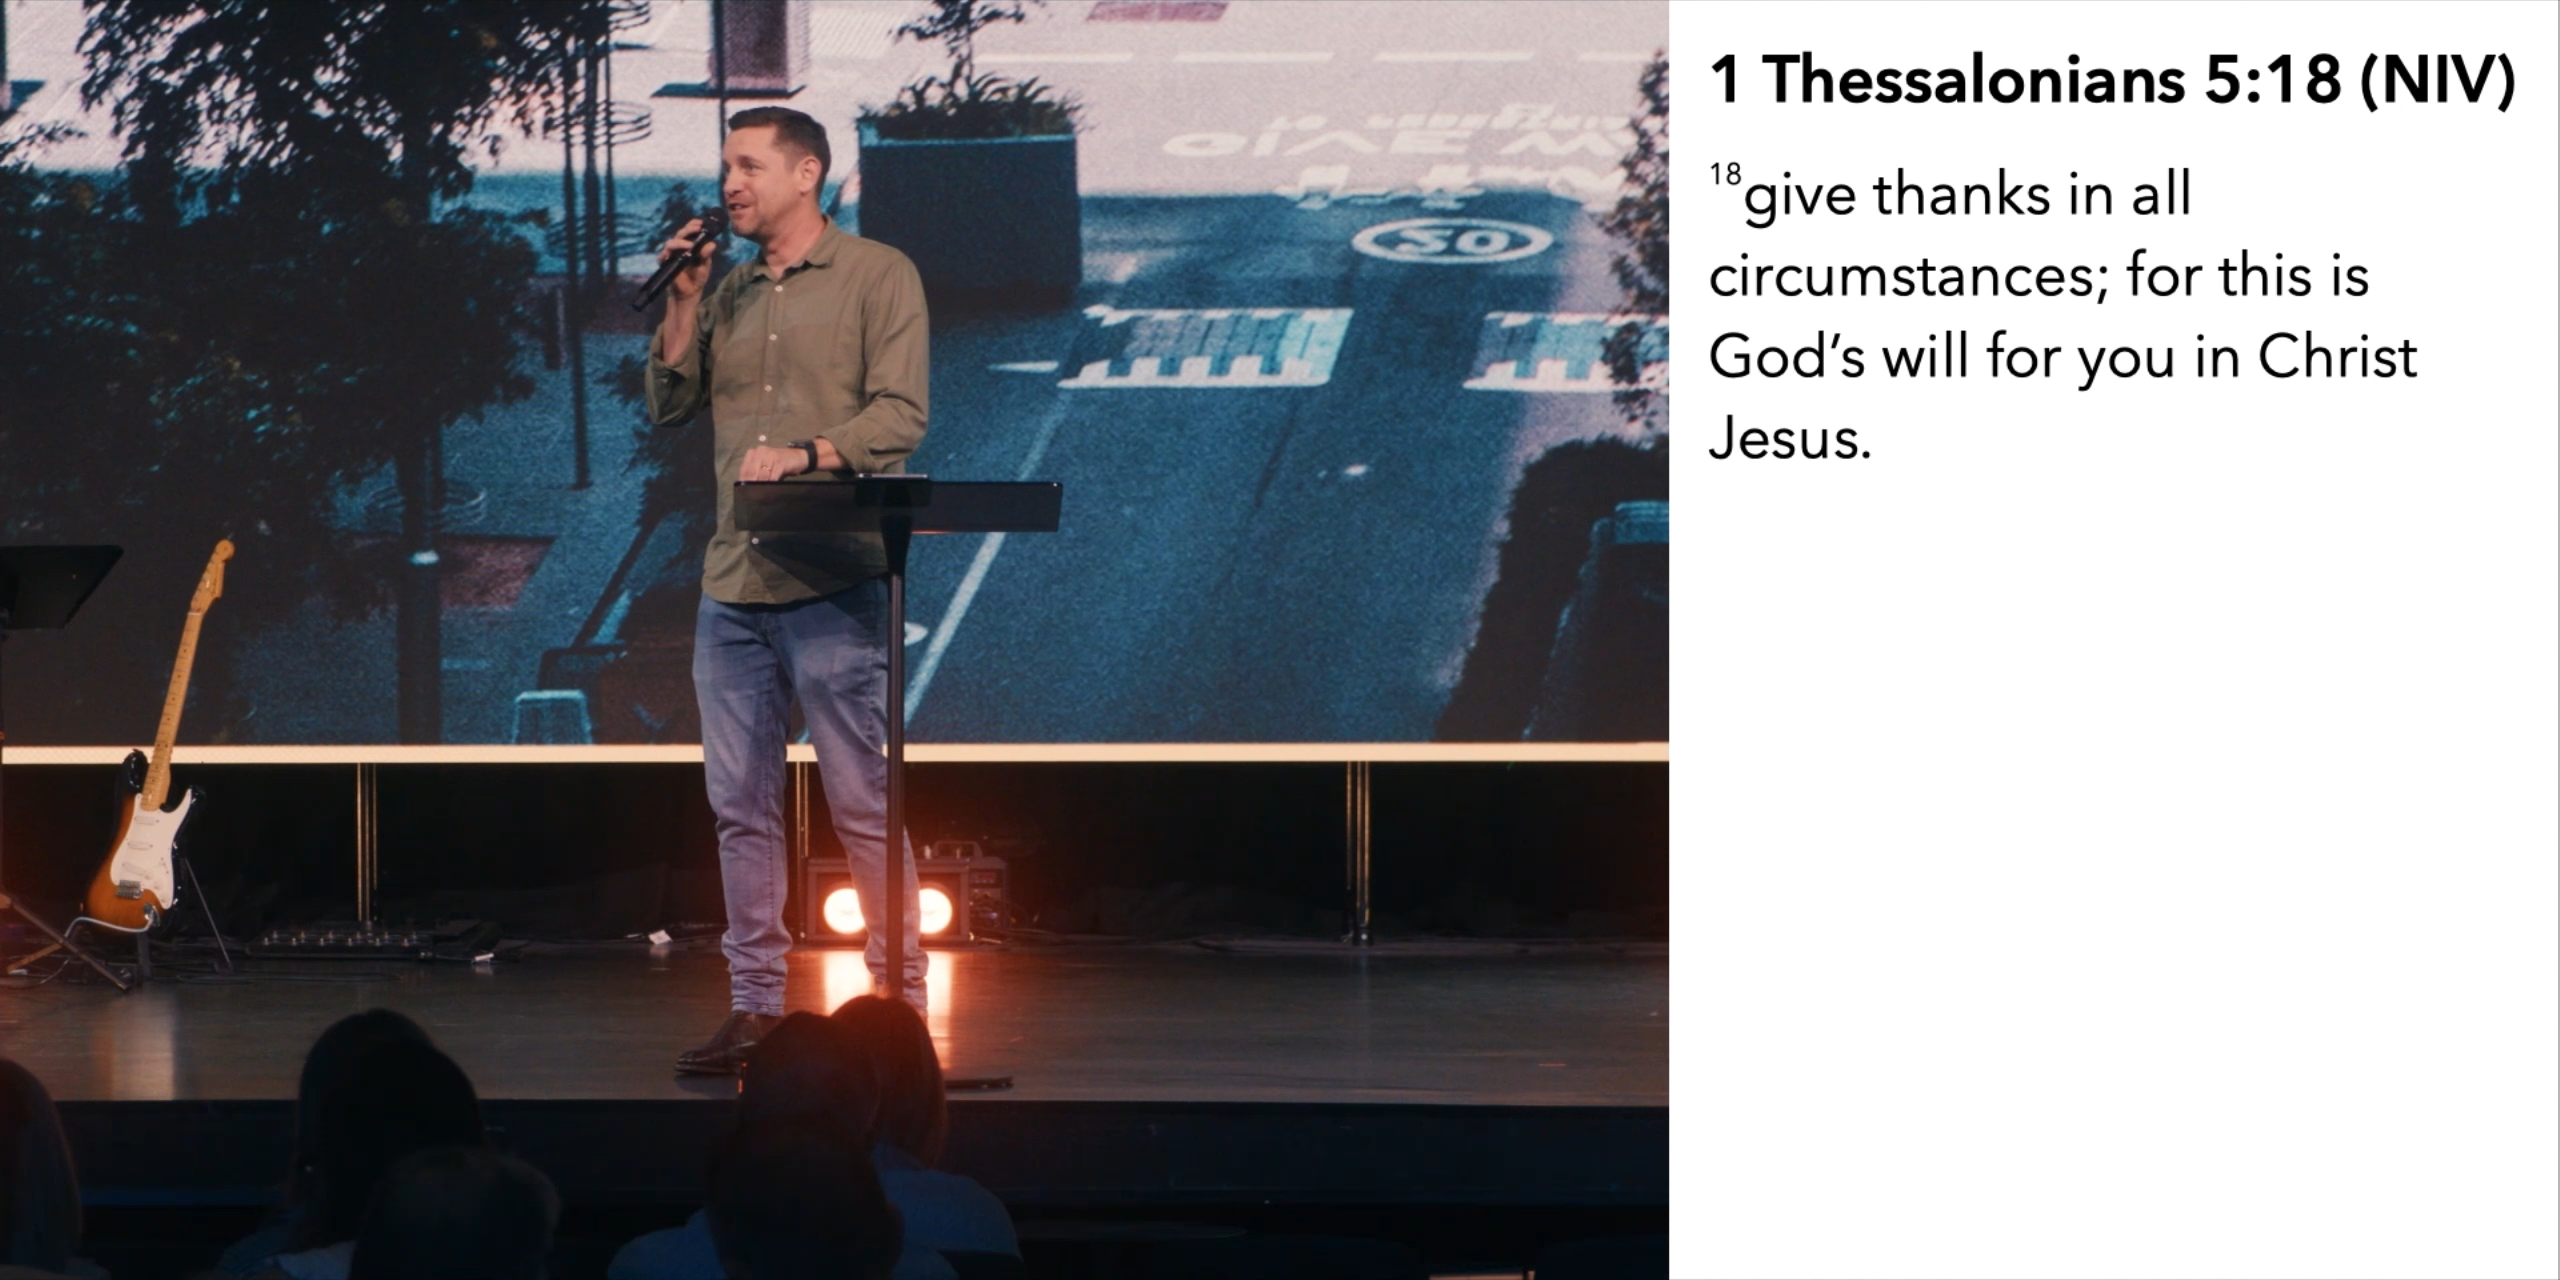 1 Thessalonians 5:18 (NIV)
18give thanks in all
circumstances; for this is
God’s will for you in Christ
Jesus.